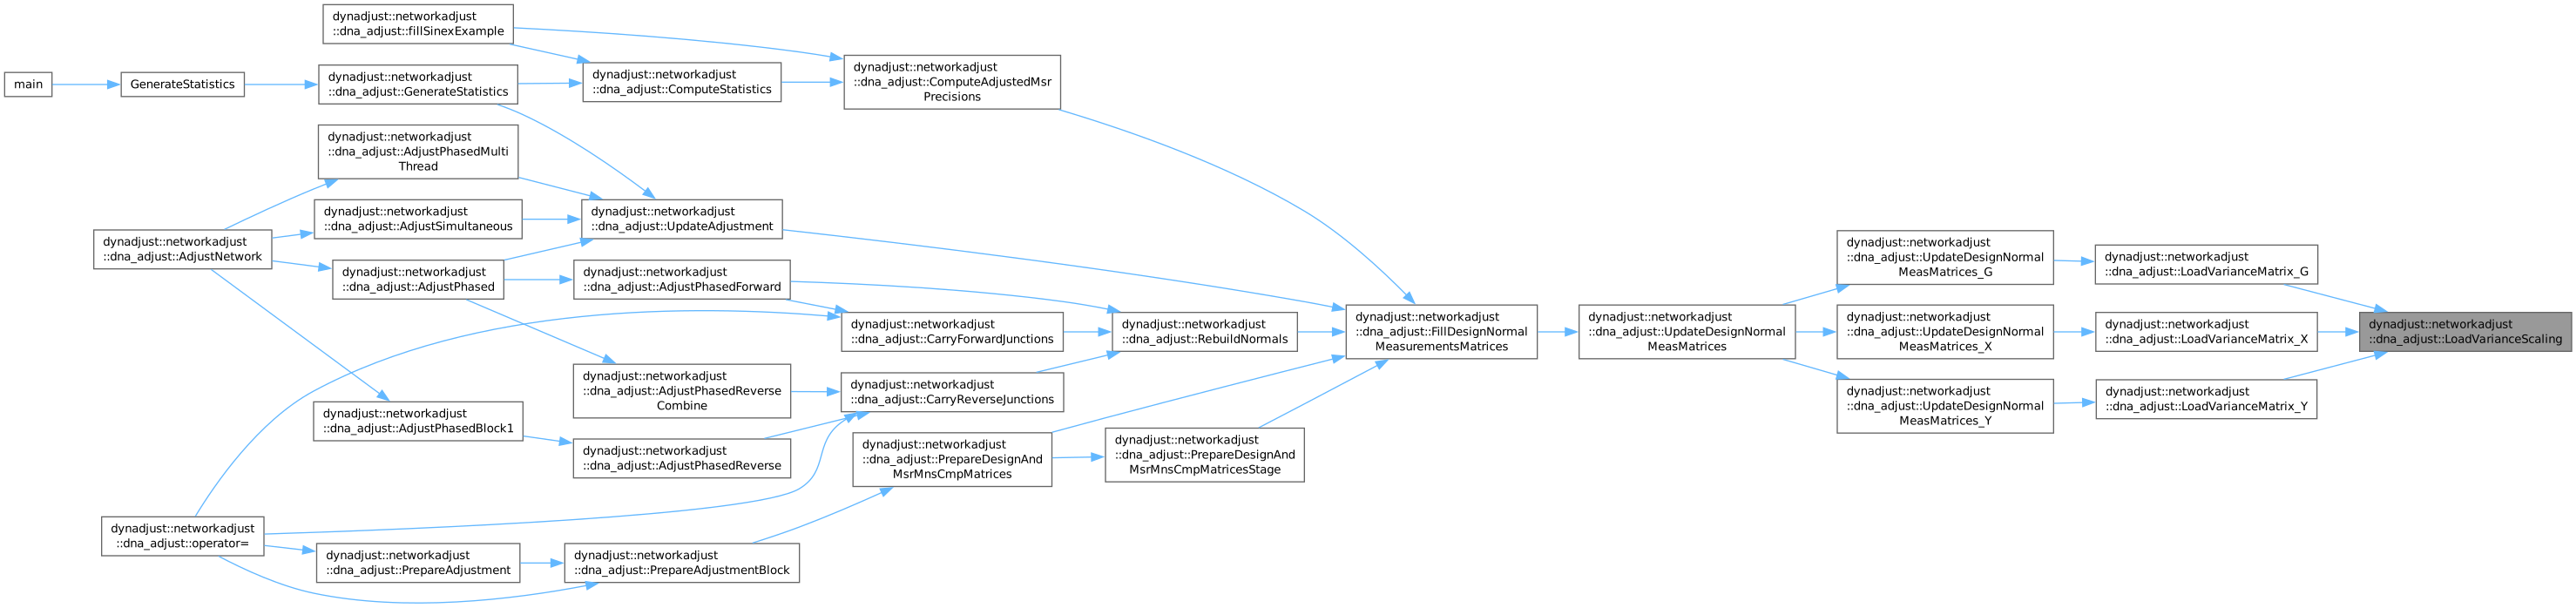 main
GenerateStatistics
dynadjust::networkadjust
::dna_adjust::fillSinexExample
dynadjust::networkadjust
::dna_adjust::GenerateStatistics
dynadjust::networkadjust
::dna_adjust::ComputeStatistics
dynadjust::networkadjust
::dna_adjust::ComputeAdjustedMsr
Precisions
dynadjust::networkadjust
::dna_adjust::AdjustPhasedMulti
Thread
dynadjust::networkadjust
::dna_adjust::AdjustSimultaneous
dynadjust::networkadjust
::dna_adjust::UpdateAdjustment
dynadjust::networkadjust
::dna_adjust::AdjustNetwork
dynadjust::networkadjust
::dna_adjust::AdjustPhased
dynadjust::networkadjust
::dna_adjust::AdjustPhasedForward
dynadjust::networkadjust
::dna_adjust::CarryForwardJunctions
dynadjust::networkadjust
::dna_adjust::RebuildNormals
dynadjust::networkadjust
::dna_adjust::FillDesignNormal
MeasurementsMatrices
dynadjust::networkadjust
::dna_adjust::UpdateDesignNormal
MeasMatrices
dynadjust::networkadjust
::dna_adjust::UpdateDesignNormal
MeasMatrices_G
dynadjust::networkadjust
::dna_adjust::LoadVarianceMatrix_G
dynadjust::networkadjust
::dna_adjust::UpdateDesignNormal
MeasMatrices_X
dynadjust::networkadjust
::dna_adjust::LoadVarianceMatrix_X
dynadjust::networkadjust
::dna_adjust::LoadVarianceScaling
dynadjust::networkadjust
::dna_adjust::UpdateDesignNormal
MeasMatrices_Y
dynadjust::networkadjust
::dna_adjust::LoadVarianceMatrix_Y
dynadjust::networkadjust
::dna_adjust::AdjustPhasedReverse
Combine
dynadjust::networkadjust
::dna_adjust::CarryReverseJunctions
dynadjust::networkadjust
::dna_adjust::AdjustPhasedBlock1
dynadjust::networkadjust
::dna_adjust::AdjustPhasedReverse
dynadjust::networkadjust
::dna_adjust::PrepareDesignAnd
MsrMnsCmpMatrices
dynadjust::networkadjust
::dna_adjust::PrepareDesignAnd
MsrMnsCmpMatricesStage
dynadjust::networkadjust
::dna_adjust::operator=
dynadjust::networkadjust
::dna_adjust::PrepareAdjustment
dynadjust::networkadjust
::dna_adjust::PrepareAdjustmentBlock